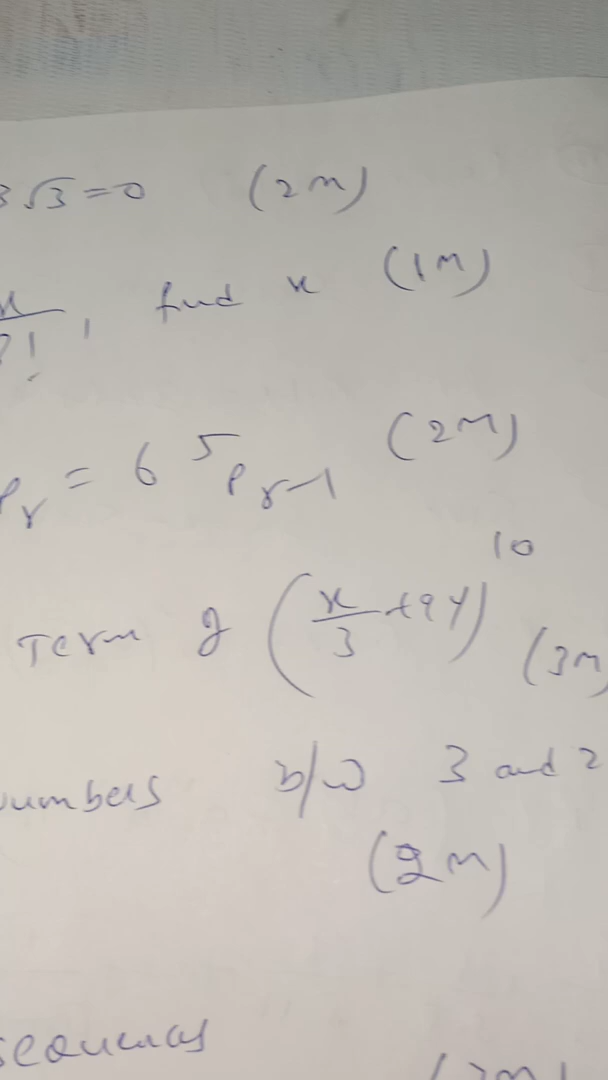 3√3=0 (2M)
x/?!, find x (1M)
Pr = 6 5Pr-1 (2M)
Term of (x/3 + 9y)^10 (3M)
numbers b/w 3 and 2
(2M)
sequences